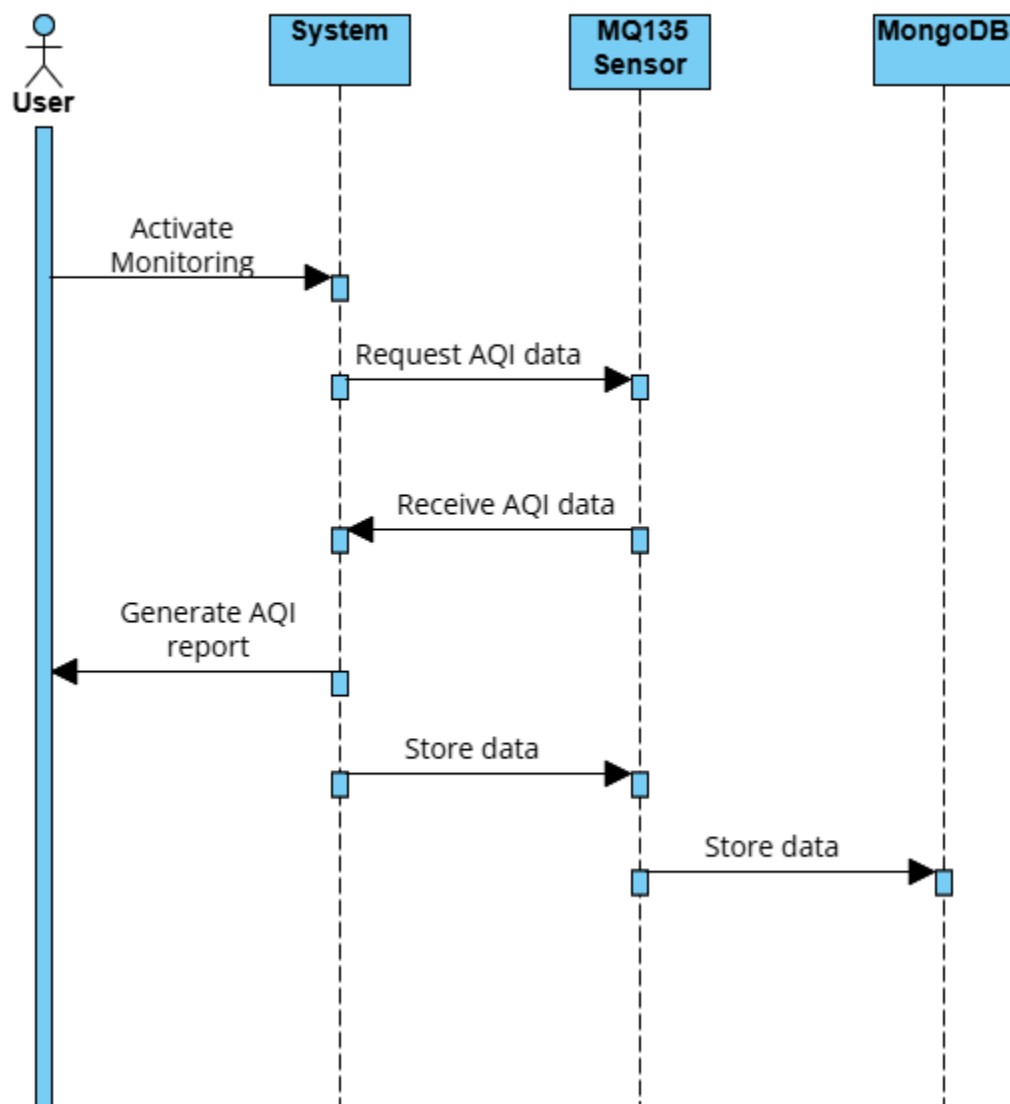 User
System
MQ135
Sensor
MongoDB
Activate
Monitoring
Request AQI data
Receive AQI data
Generate AQI
report
Store data
Store data